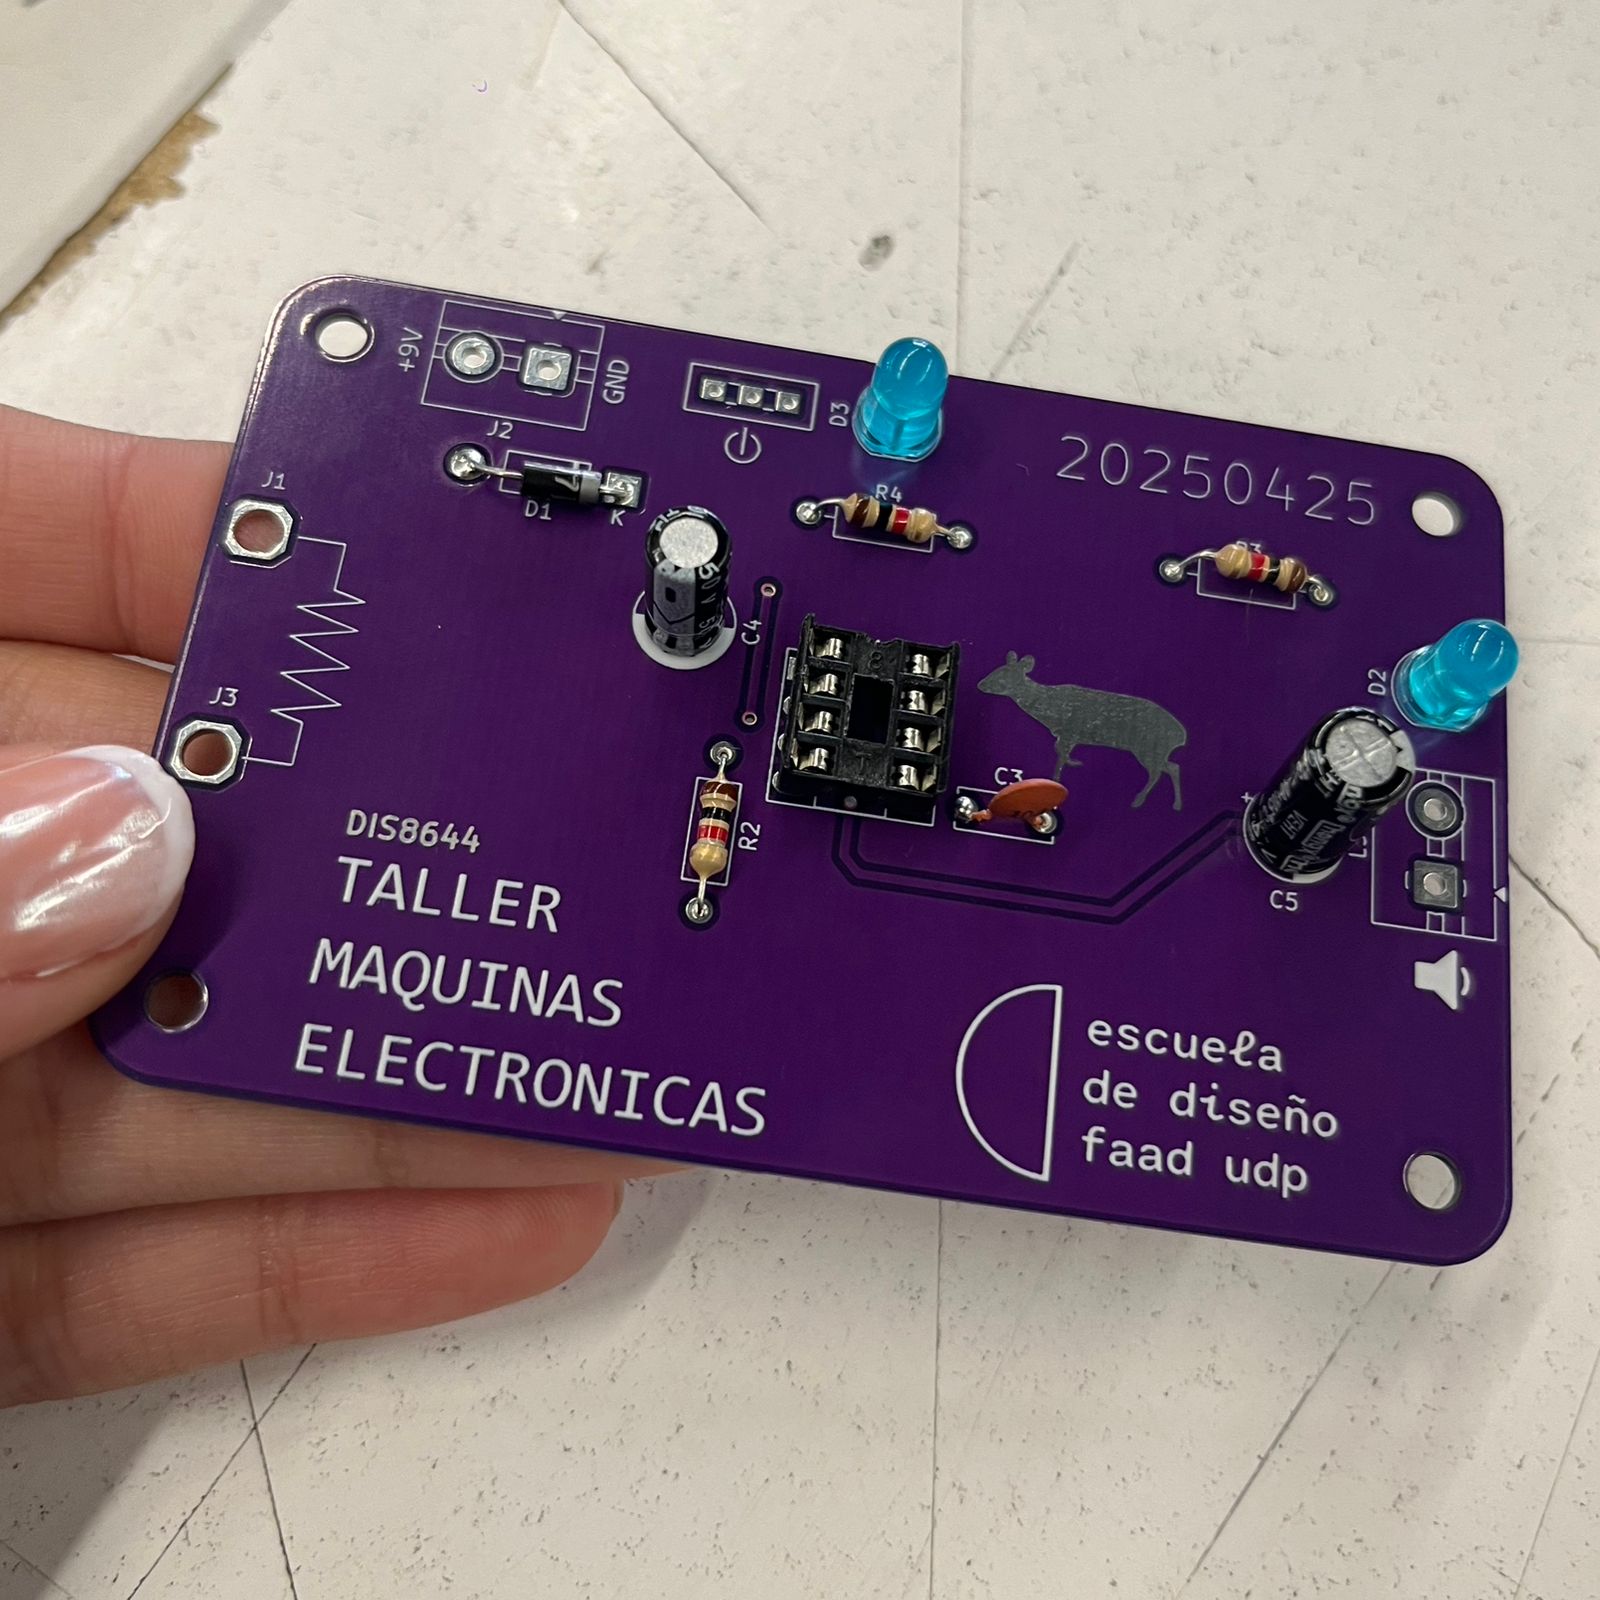 +9V
GND
J2
D3
20250425
J1
D1
K
R4
R3
C4
8
D2
J3
C3
R2
+
C5
DIS8644
TALLER
MAQUINAS
ELECTRONICAS
escuela
de diseño
faad udp